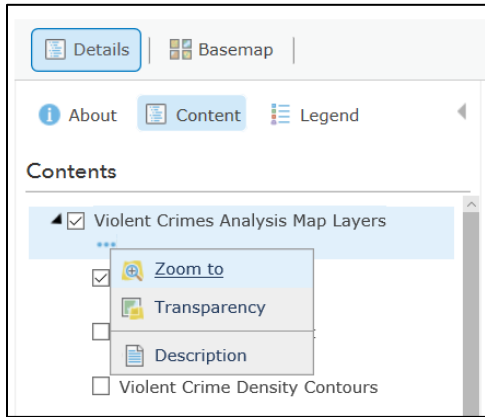 Details Basemap
About Content Legend
Contents
Violent Crimes Analysis Map Layers
Zoom to
Transparency
Description
Violent Crime Density Contours